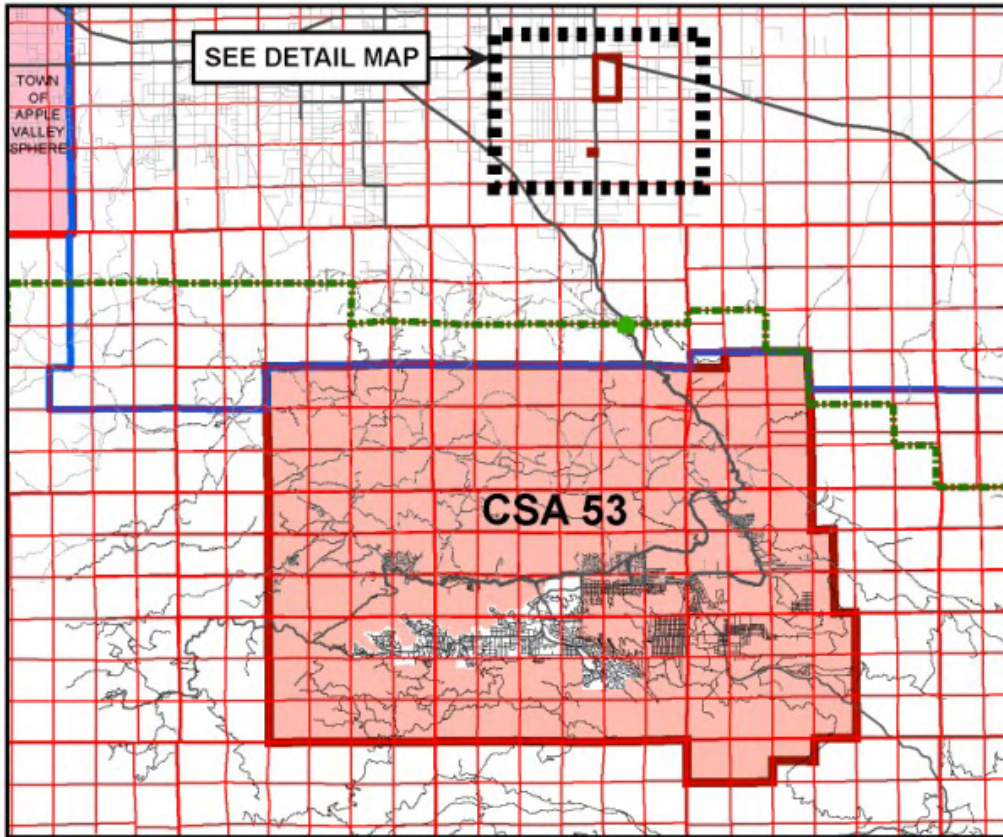 SEE DETAIL MAP
TOWN
OF
APPLE
VALLEY
SPHERE
CSA 53